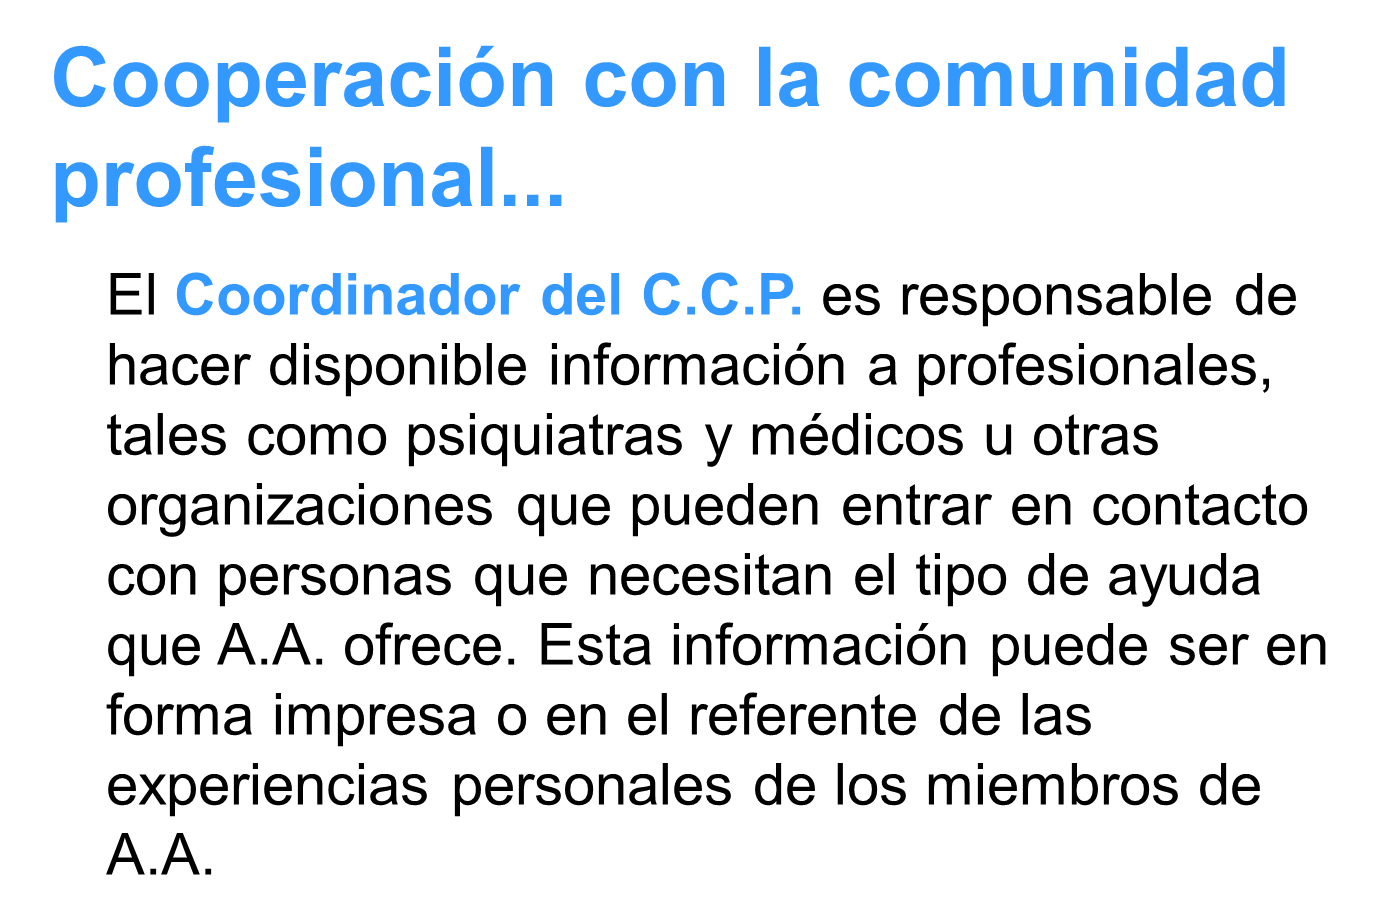 Cooperación con la comunidad
profesional...
El Coordinador del C.C.P. es responsable de
hacer disponible información a profesionales,
tales como psiquiatras y médicos u otras
organizaciones que pueden entrar en contacto
con personas que necesitan el tipo de ayuda
que A.A. ofrece. Esta información puede ser en
forma impresa o en el referente de las
experiencias personales de los miembros de
A.A.